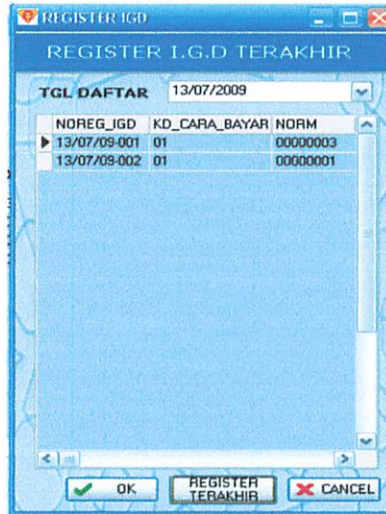 REGISTER IGD
REGISTER I.G.D TERAKHIR
TGL DAFTAR 13/07/2009
NOREG_IGD KD_CARA_BAYAR NORM
13/07/09-001 01 00000003
13/07/09-002 01 00000001
OK REGISTER TERAKHIR CANCEL